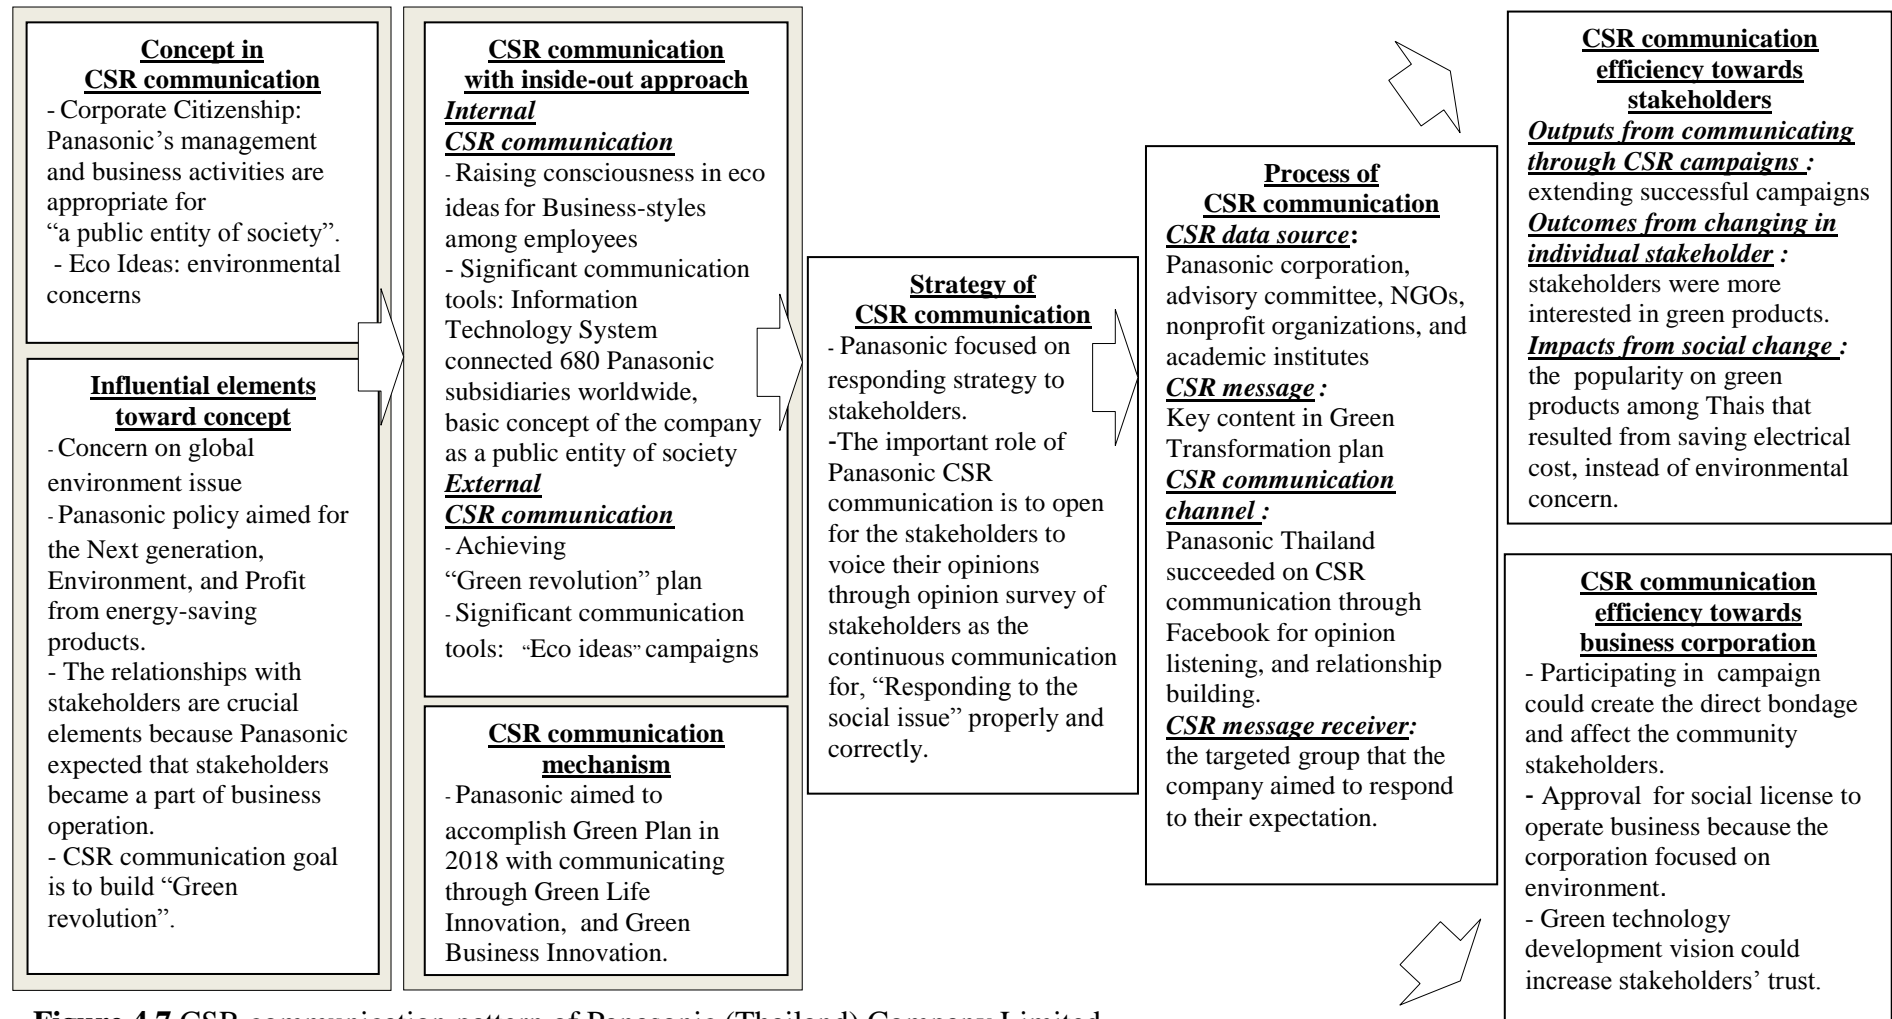 Concept in
CSR communication
- Corporate Citizenship:
Panasonic’s management
and business activities are
appropriate for
“a public entity of society”.
- Eco Ideas: environmental
concerns
Influential elements
toward concept
- Concern on global
environment issue
- Panasonic policy aimed for
the Next generation,
Environment, and Profit
from energy-saving
products.
- The relationships with
stakeholders are crucial
elements because Panasonic
expected that stakeholders
became a part of business
operation.
- CSR communication goal
is to build “Green
revolution”.
CSR communication
with inside-out approach
Internal
CSR communication
- Raising consciousness in eco
ideas for Business-styles
among employees
- Significant communication
tools: Information
Technology System
connected 680 Panasonic
subsidiaries worldwide,
basic concept of the company
as a public entity of society
External
CSR communication
- Achieving
“Green revolution” plan
- Significant communication
tools: “Eco ideas” campaigns
CSR communication
mechanism
- Panasonic aimed to
accomplish Green Plan in
2018 with communicating
through Green Life
Innovation, and Green
Business Innovation.
Strategy of
CSR communication
- Panasonic focused on
responding strategy to
stakeholders.
-The important role of
Panasonic CSR
communication is to open
for the stakeholders to
voice their opinions
through opinion survey of
stakeholders as the
continuous communication
for, “Responding to the
social issue” properly and
correctly.
Process of
CSR communication
CSR data source:
Panasonic corporation,
advisory committee, NGOs,
nonprofit organizations, and
academic institutes
CSR message :
Key content in Green
Transformation plan
CSR communication
channel :
Panasonic Thailand
succeeded on CSR
communication through
Facebook for opinion
listening, and relationship
building.
CSR message receiver:
the targeted group that the
company aimed to respond
to their expectation.
CSR communication
efficiency towards
stakeholders
Outputs from communicating
through CSR campaigns :
extending successful campaigns
Outcomes from changing in
individual stakeholder :
stakeholders were more
interested in green products.
Impacts from social change :
the popularity on green
products among Thais that
resulted from saving electrical
cost, instead of environmental
concern.
CSR communication
efficiency towards
business corporation
- Participating in campaign
could create the direct bondage
and affect the community
stakeholders.
- Approval for social license to
operate business because the
corporation focused on
environment.
- Green technology
development vision could
increase stakeholders’ trust.
Figure 4.7 CSR communication pattern of Panasonic (Thailand) Company Limited